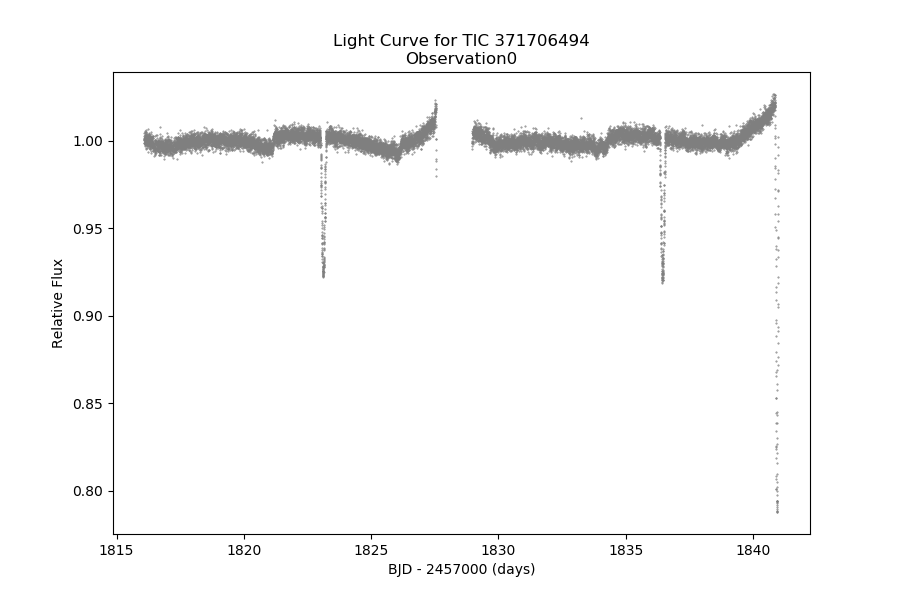 Light Curve for TIC 371706494
Observation0
Relative Flux
1.00
0.95
0.90
0.85
0.80
1815 1820 1825 1830 1835 1840
BJD - 2457000 (days)